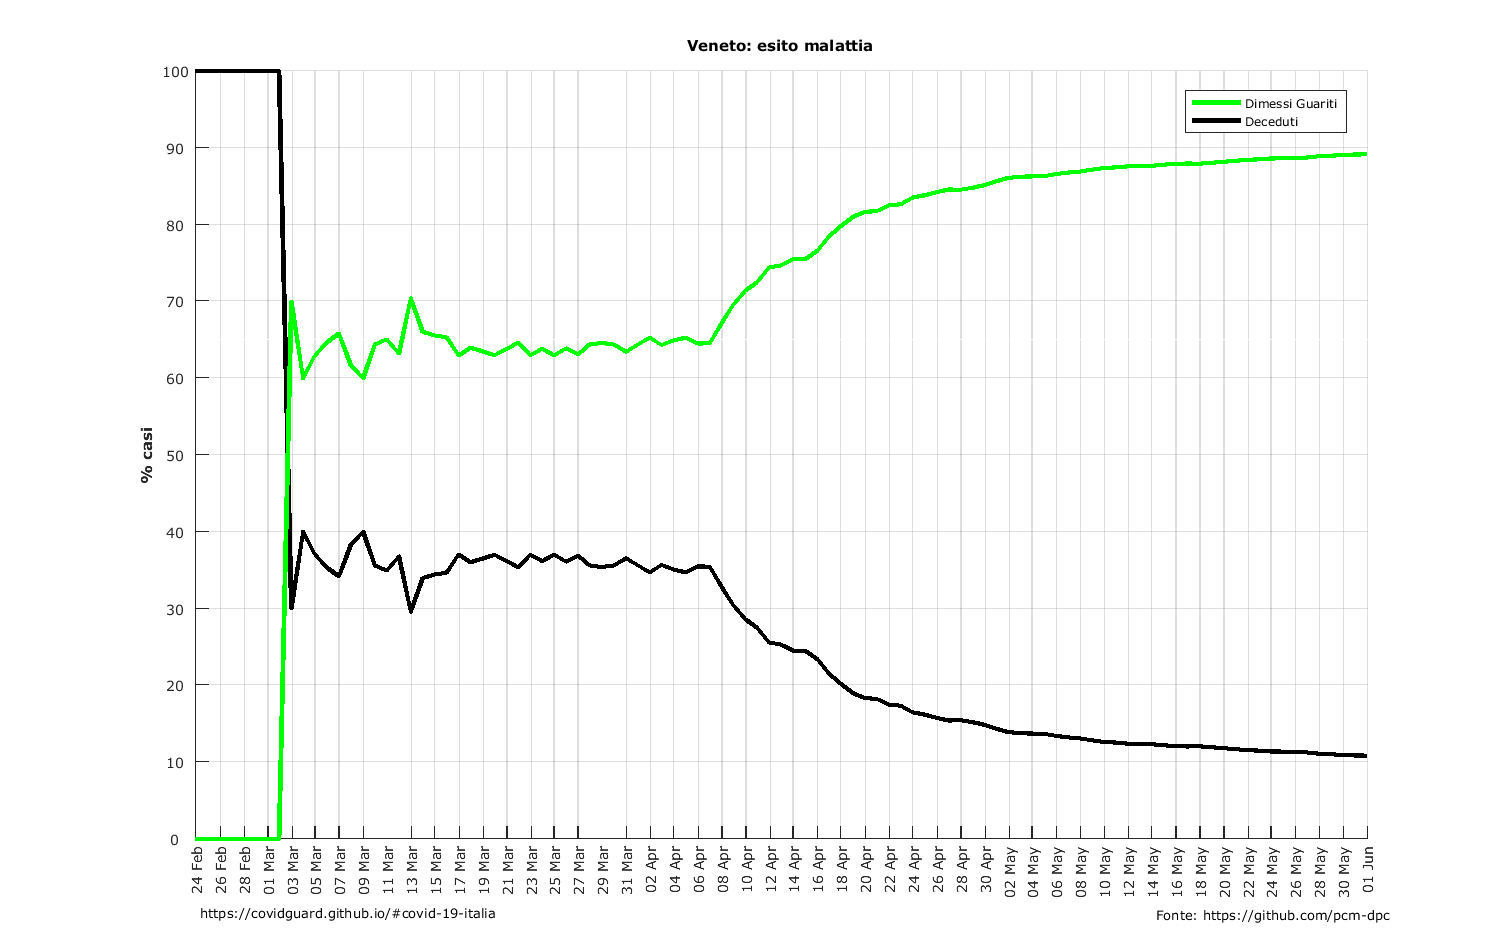 Veneto: esito malattia
Dimessi Guariti
Deceduti
% casi
100
90
80
70
60
50
40
30
20
10
0
24 Feb
26 Feb
28 Feb
01 Mar
03 Mar
05 Mar
07 Mar
09 Mar
11 Mar
13 Mar
15 Mar
17 Mar
19 Mar
21 Mar
23 Mar
25 Mar
27 Mar
29 Mar
31 Mar
02 Apr
04 Apr
06 Apr
08 Apr
10 Apr
12 Apr
14 Apr
16 Apr
18 Apr
20 Apr
22 Apr
24 Apr
26 Apr
28 Apr
30 Apr
02 May
04 May
06 May
08 May
10 May
12 May
14 May
16 May
18 May
20 May
22 May
24 May
26 May
28 May
30 May
01 Jun
https://covidguard.github.io/#covid-19-italia
Fonte: https://github.com/pcm-dpc